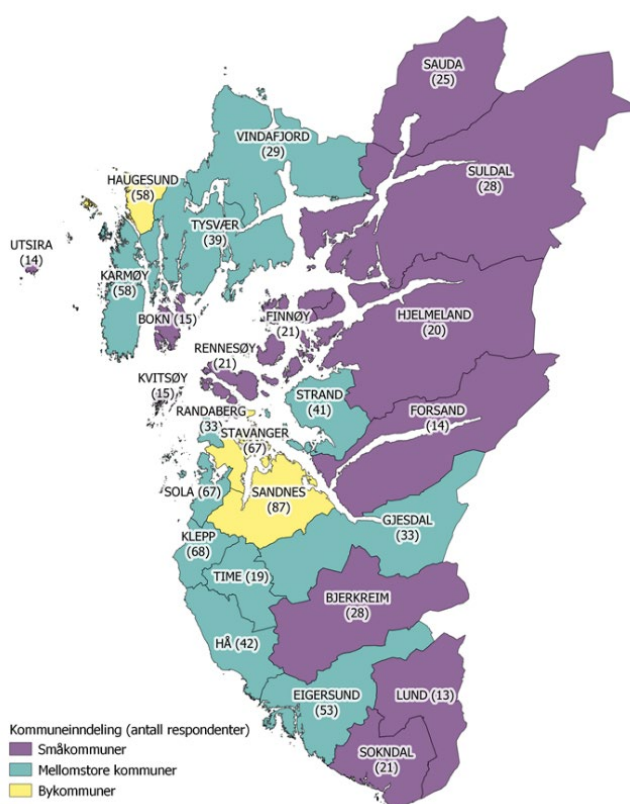 SAUDA
(25)
VINDAFJORD
(29)
SULDAL
(28)
HAUGESUND
(58)
TYSVÆR
(39)
UTSIRA
(14)
KARMØY
(58)
BOKN (15)
FINNØY
(21)
HJELMELAND
(20)
RENNESØY
(21)
KVITSØY
(15)
STRAND
(41)
FORSAND
(14)
RANDABERG
(33)
STAVANGER
(67)
SOLA (67)
SANDNES
(87)
GJESDAL
(33)
KLEPP
(68)
TIME (19)
BJERKREIM
(28)
HÅ (42)
EIGERSUND
(53)
LUND (13)
SOKNDAL
(21)
Kommuneinndeling (antall respondenter)
Småkommuner
Mellomstore kommuner
Bykommuner